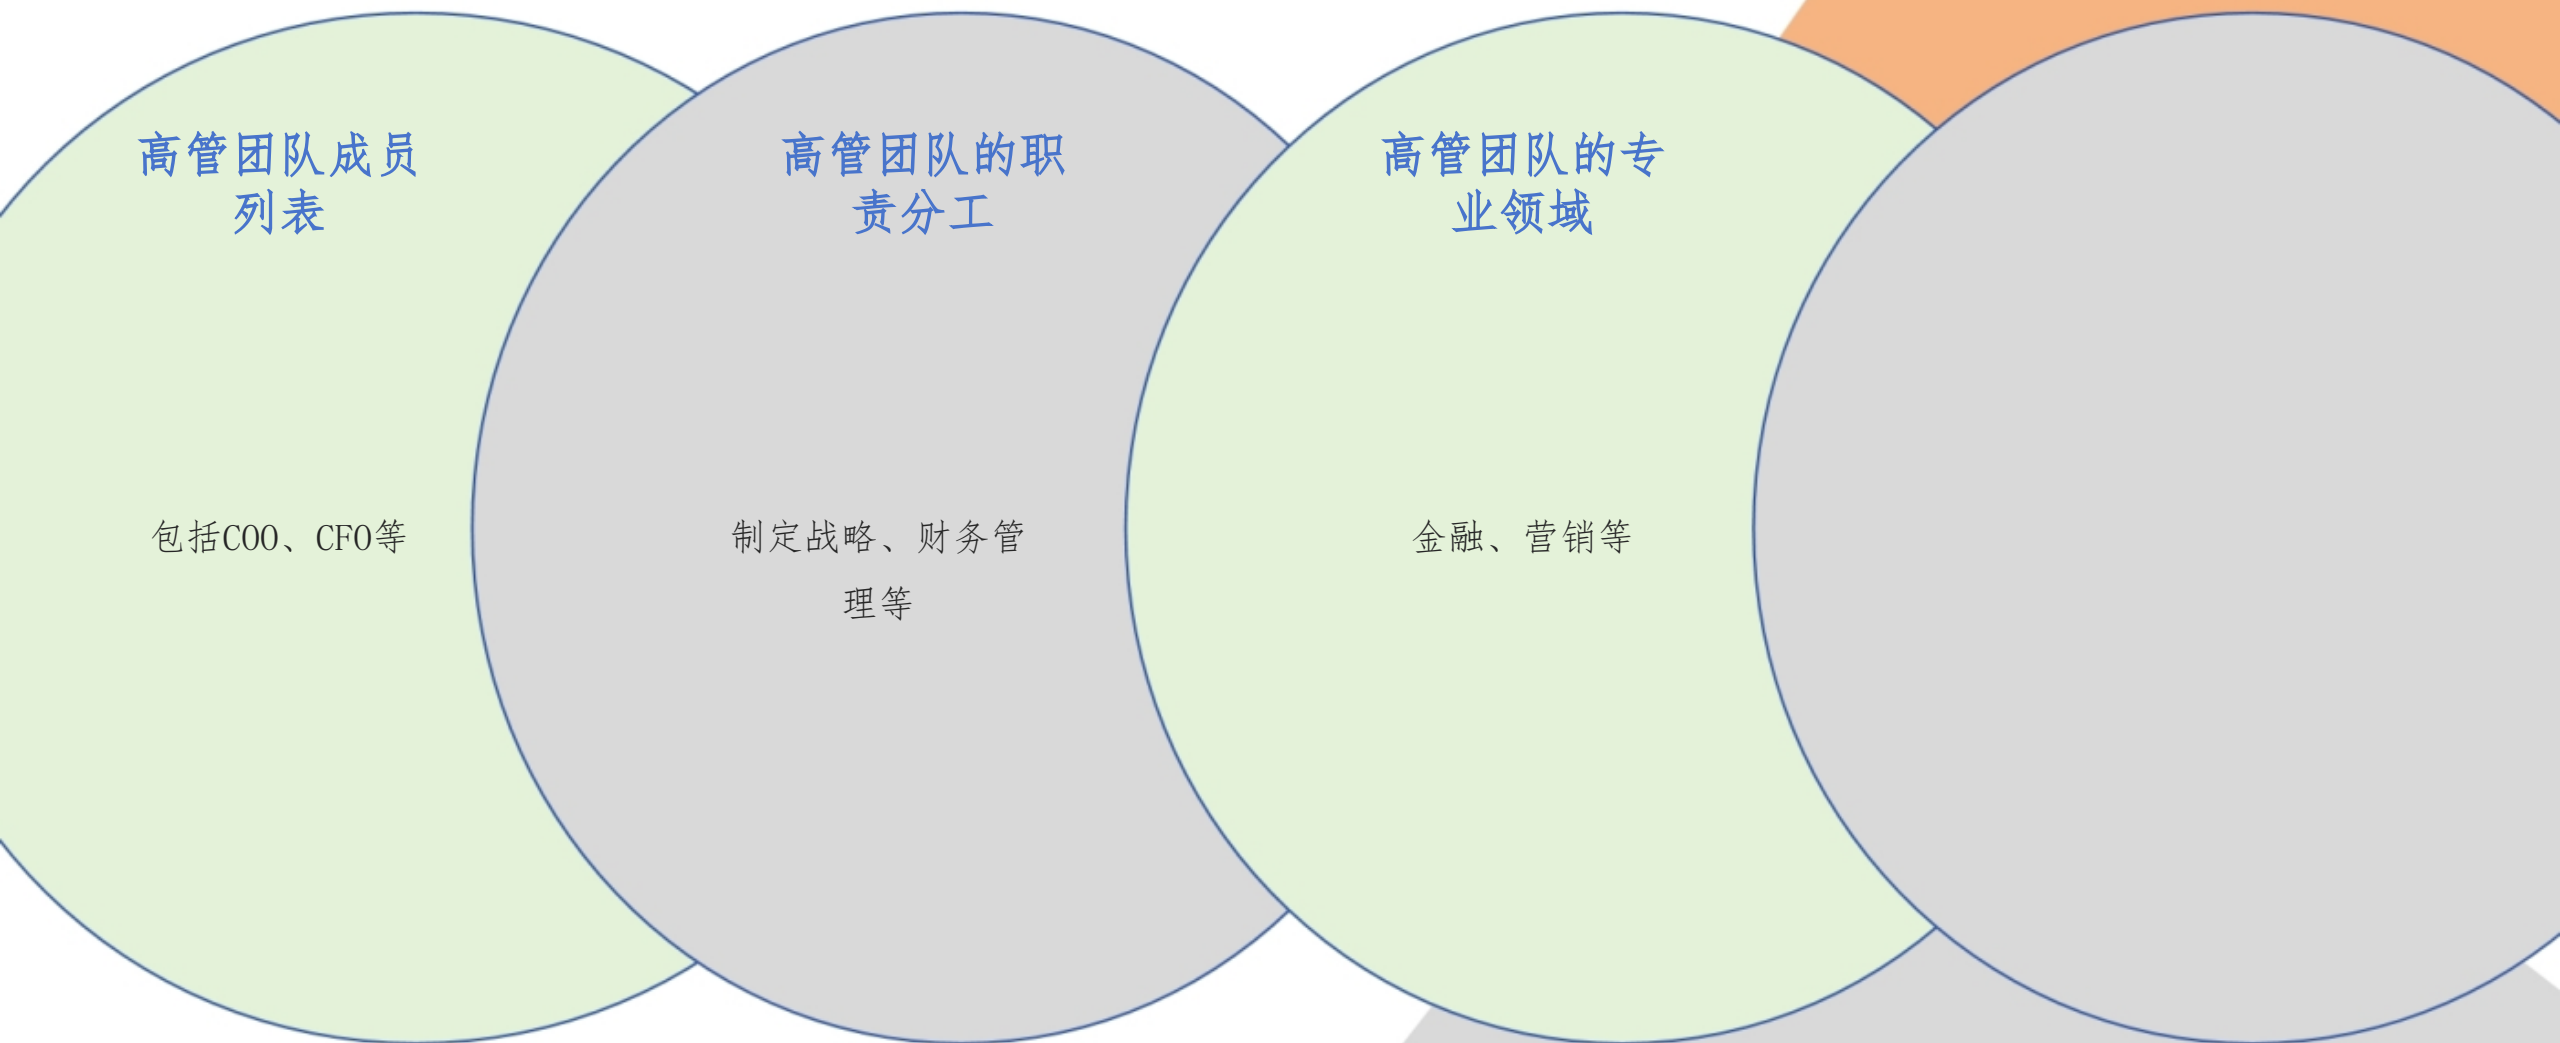 高管团队成员
列表
包括COO、CFO等
高管团队的职
责分工
制定战略、财务管
理等
高管团队的专
业领域
金融、营销等